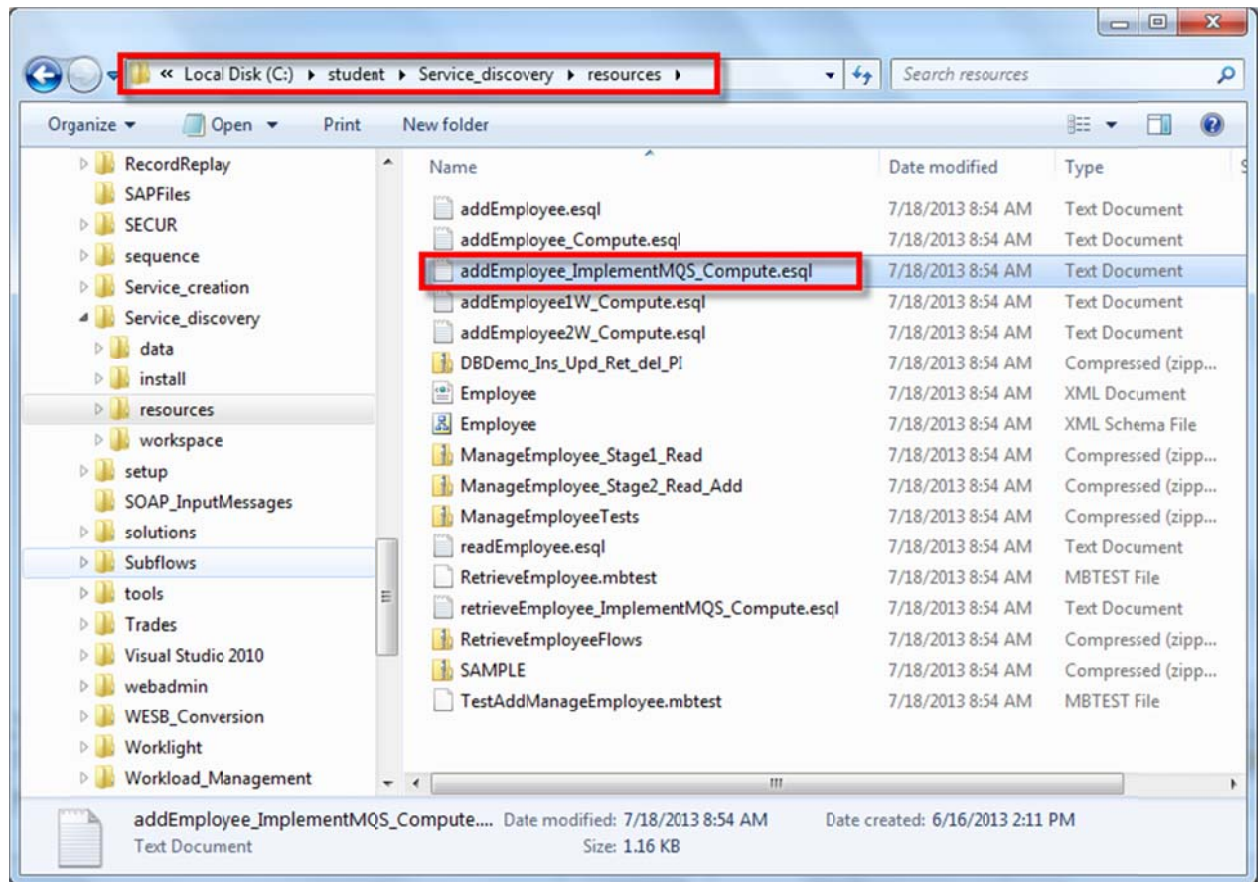 « Local Disk (C:) ▸ student ▸ Service_discovery ▸ resources ▸ Search resources
Organize Open Print New folder
RecordReplay
SAPFiles
SECUR
sequence
Service_creation
Service_discovery
data
install
resources
workspace
setup
SOAP_InputMessages
solutions
Subflows
tools
Trades
Visual Studio 2010
webadmin
WESB_Conversion
Worklight
Workload_Management
Name Date modified Type S
addEmployee.esql 7/18/2013 8:54 AM Text Document
addEmployee_Compute.esql 7/18/2013 8:54 AM Text Document
addEmployee_ImplementMQS_Compute.esql 7/18/2013 8:54 AM Text Document
addEmployee1W_Compute.esql 7/18/2013 8:54 AM Text Document
addEmployee2W_Compute.esql 7/18/2013 8:54 AM Text Document
DBDemo_Ins_Upd_Ret_del_PI 7/18/2013 8:54 AM Compressed (zipp...
Employee 7/18/2013 8:54 AM XML Document
Employee 7/18/2013 8:54 AM XML Schema File
ManageEmployee_Stage1_Read 7/18/2013 8:54 AM Compressed (zipp...
ManageEmployee_Stage2_Read_Add 7/18/2013 8:54 AM Compressed (zipp...
ManageEmployeeTests 7/18/2013 8:54 AM Compressed (zipp...
readEmployee.esql 7/18/2013 8:54 AM Text Document
RetrieveEmployee.mbtest 7/18/2013 8:54 AM MBTEST File
retrieveEmployee_ImplementMQS_Compute.esql 7/18/2013 8:54 AM Text Document
RetrieveEmployeeFlows 7/18/2013 8:54 AM Compressed (zipp...
SAMPLE 7/18/2013 8:54 AM Compressed (zipp...
TestAddManageEmployee.mbtest 7/18/2013 8:54 AM MBTEST File
addEmployee_ImplementMQS_Compute.... Date modified: 7/18/2013 8:54 AM Date created: 6/16/2013 2:11 PM
Text Document Size: 1.16 KB